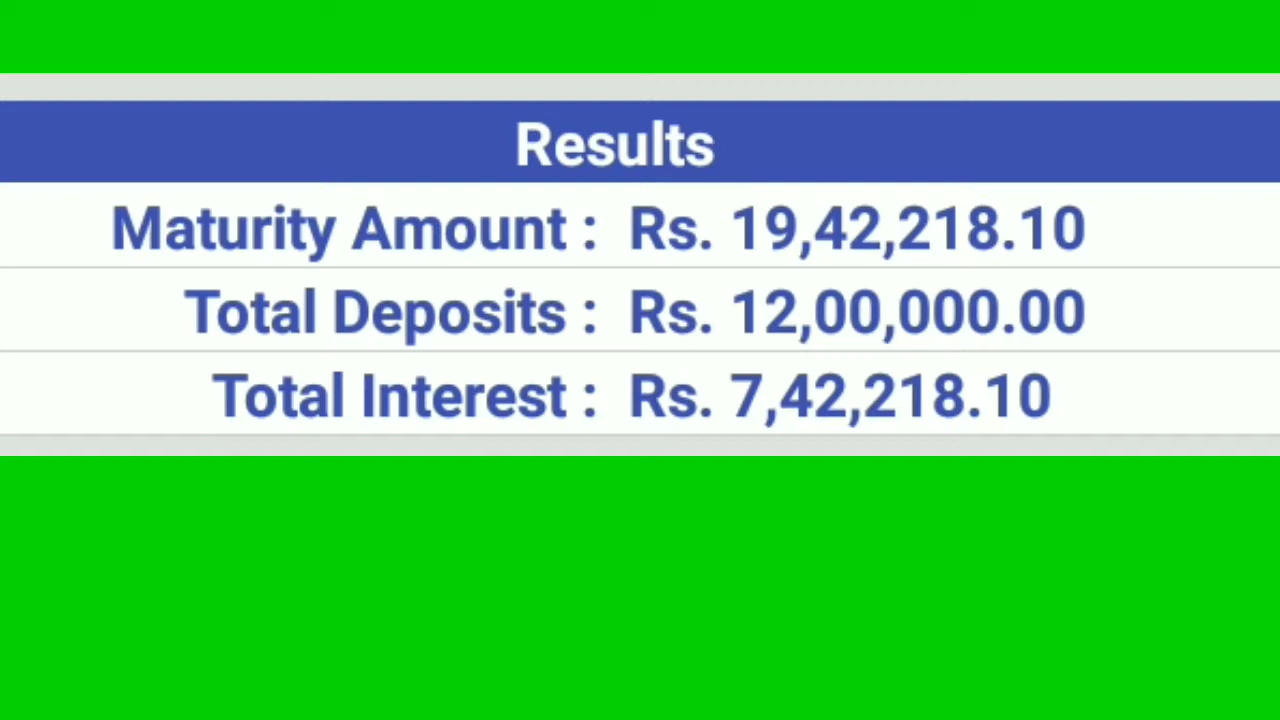 Results
Maturity Amount : Rs. 19,42,218.10
Total Deposits : Rs. 12,00,000.00
Total Interest : Rs. 7,42,218.10